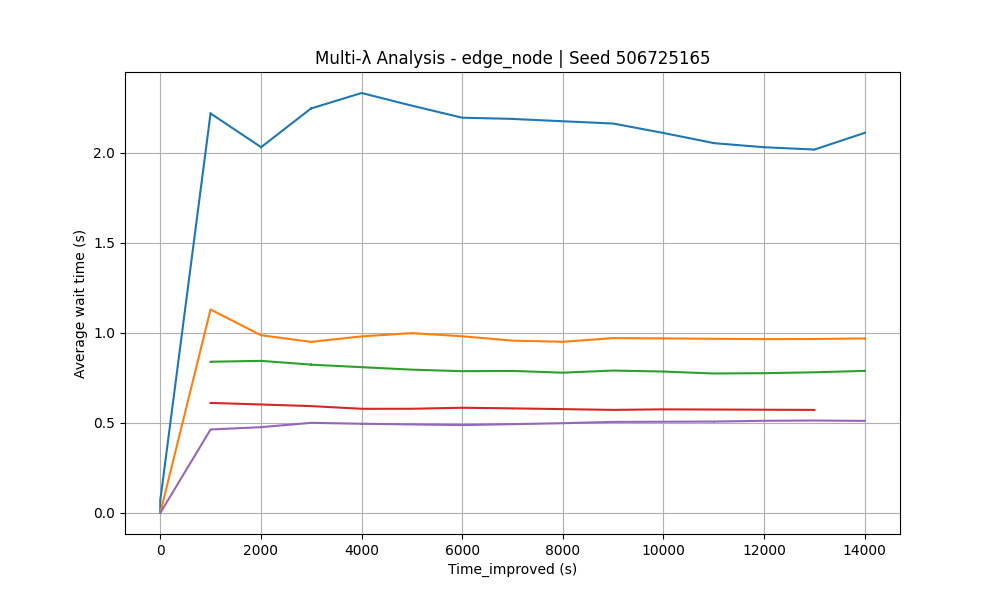 Multi-λ Analysis - edge_node | Seed 506725165
Average wait time (s)
2.0
1.5
1.0
0.5
0.0
0 2000 4000 6000 8000 10000 12000 14000
Time_improved (s)